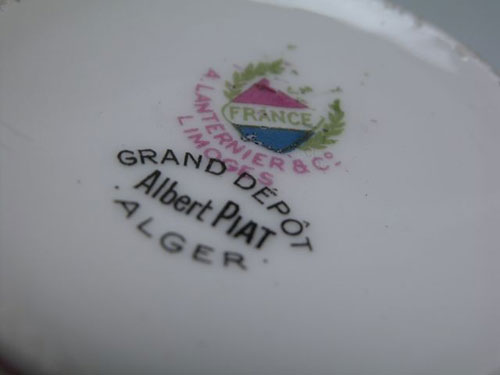 FRANCE
A. LANTERNIER & Cº.
LIMOGES
GRAND DÉPÔT
Albert PIAT
ALGER